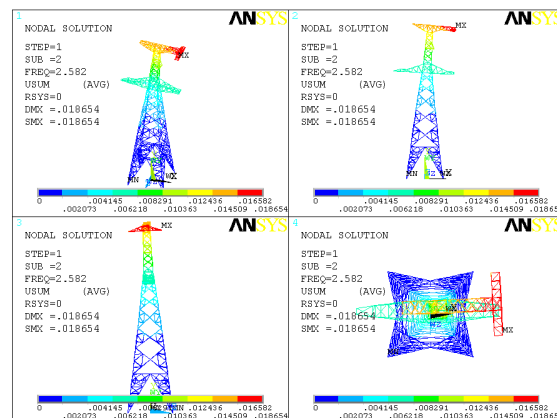 1
ANSYS
NODAL SOLUTION
STEP=1
SUB =2
FREQ=2.582
USUM (AVG)
RSYS=0
DMX =.018654
SMX =.018654
MX
MN
0 .004145 .008291 .012436 .016582
.002073 .006218 .010363 .014509 .018654
2
ANSYS
NODAL SOLUTION
STEP=1
SUB =2
FREQ=2.582
USUM (AVG)
RSYS=0
DMX =.018654
SMX =.018654
MX
MN
0 .004145 .008291 .012436 .016582
.002073 .006218 .010363 .014509 .018654
3
ANSYS
NODAL SOLUTION
STEP=1
SUB =2
FREQ=2.582
USUM (AVG)
RSYS=0
DMX =.018654
SMX =.018654
MX
0 .004145 .008291 .012436 .016582
.002073 .006218 .010363 .014509 .018654
4
ANSYS
NODAL SOLUTION
STEP=1
SUB =2
FREQ=2.582
USUM (AVG)
RSYS=0
DMX =.018654
SMX =.018654
MX
0 .004145 .008291 .012436 .016582
.002073 .006218 .010363 .014509 .018654